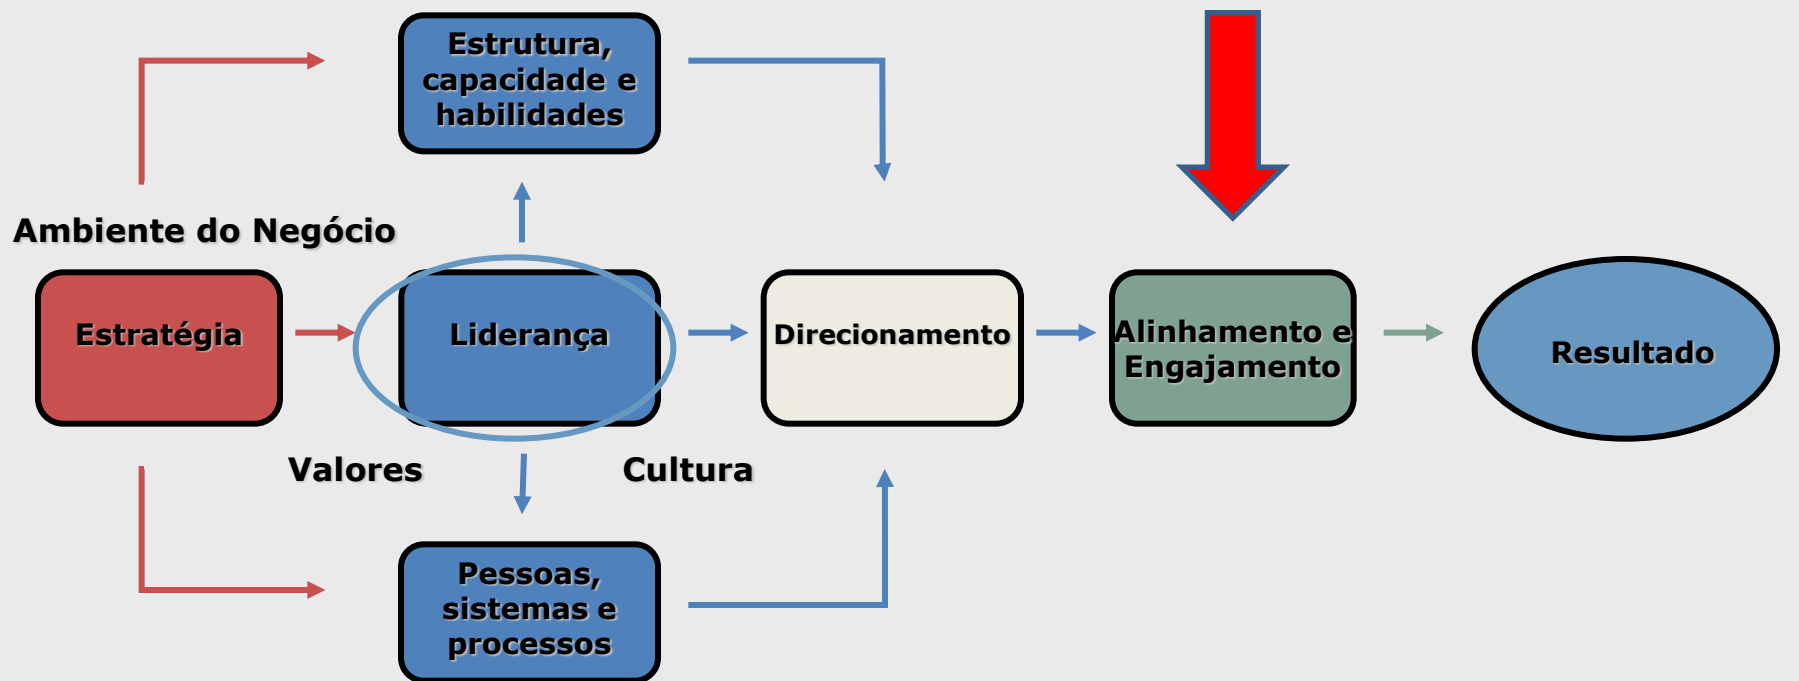 Estrutura,
capacidade e
habilidades
Ambiente do Negócio
Estratégia
Liderança
Direcionamento
Alinhamento e
Engajamento
Resultado
Valores
Cultura
Pessoas,
sistemas e
processos